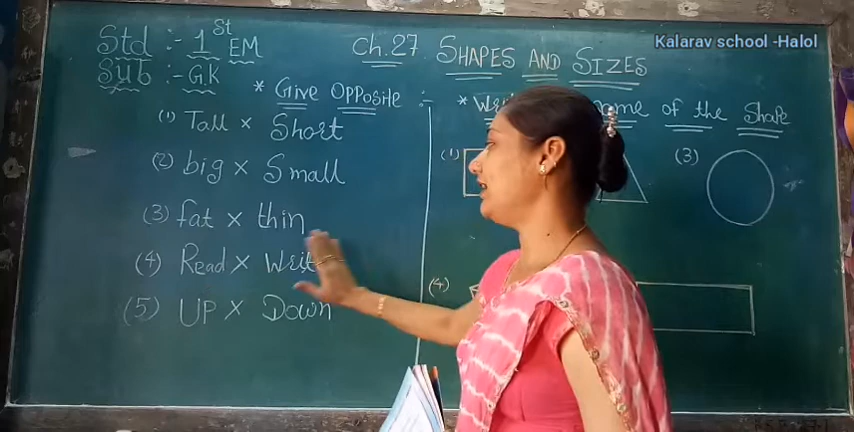 Kalarav school -Halol
Std :- 1st EM
Sub :- GK
Ch. 27 SHAPES AND SIZES
* GIVE OPPOSITE :-
(1) TALL × Short
(2) big × Small
(3) fat × thin
(4) Read × 
(5) UP × Down
* of the Shape
(1)
(3)
(4)